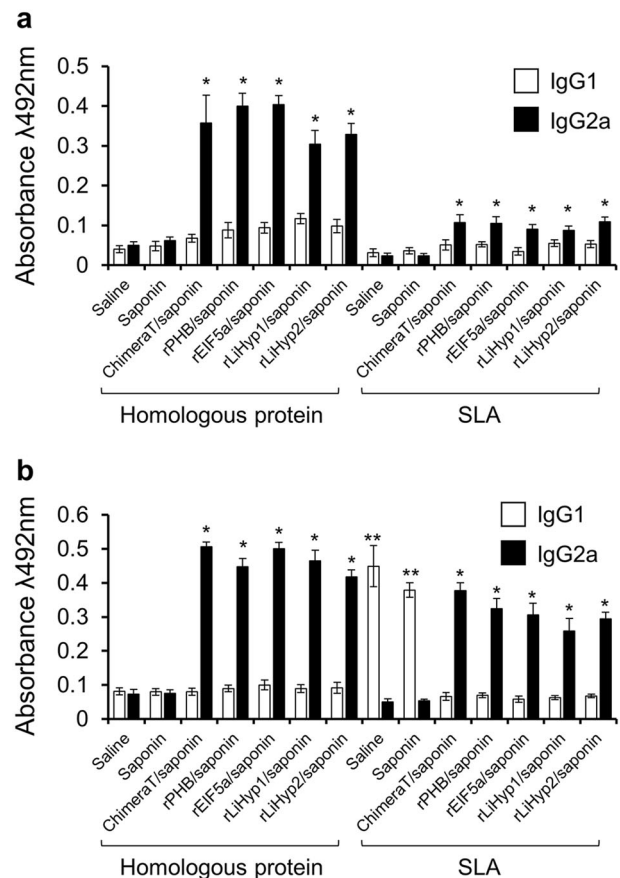 a
Absorbance λ492nm
0.5
0.4
0.3
0.2
0.1
0
IgG1
IgG2a
* * * * * * * * * *
Saline
Saponin
ChimeraT/saponin
rPHB/saponin
rEIF5a/saponin
rLiHyp1/saponin
rLiHyp2/saponin
Saline
Saponin
ChimeraT/saponin
rPHB/saponin
rEIF5a/saponin
rLiHyp1/saponin
rLiHyp2/saponin
Homologous protein
SLA
b
Absorbance λ492nm
0.6
0.5
0.4
0.3
0.2
0.1
0
IgG1
IgG2a
* * * * * ** ** * * * * *
Saline
Saponin
ChimeraT/saponin
rPHB/saponin
rEIF5a/saponin
rLiHyp1/saponin
rLiHyp2/saponin
Saline
Saponin
ChimeraT/saponin
rPHB/saponin
rEIF5a/saponin
rLiHyp1/saponin
rLiHyp2/saponin
Homologous protein
SLA